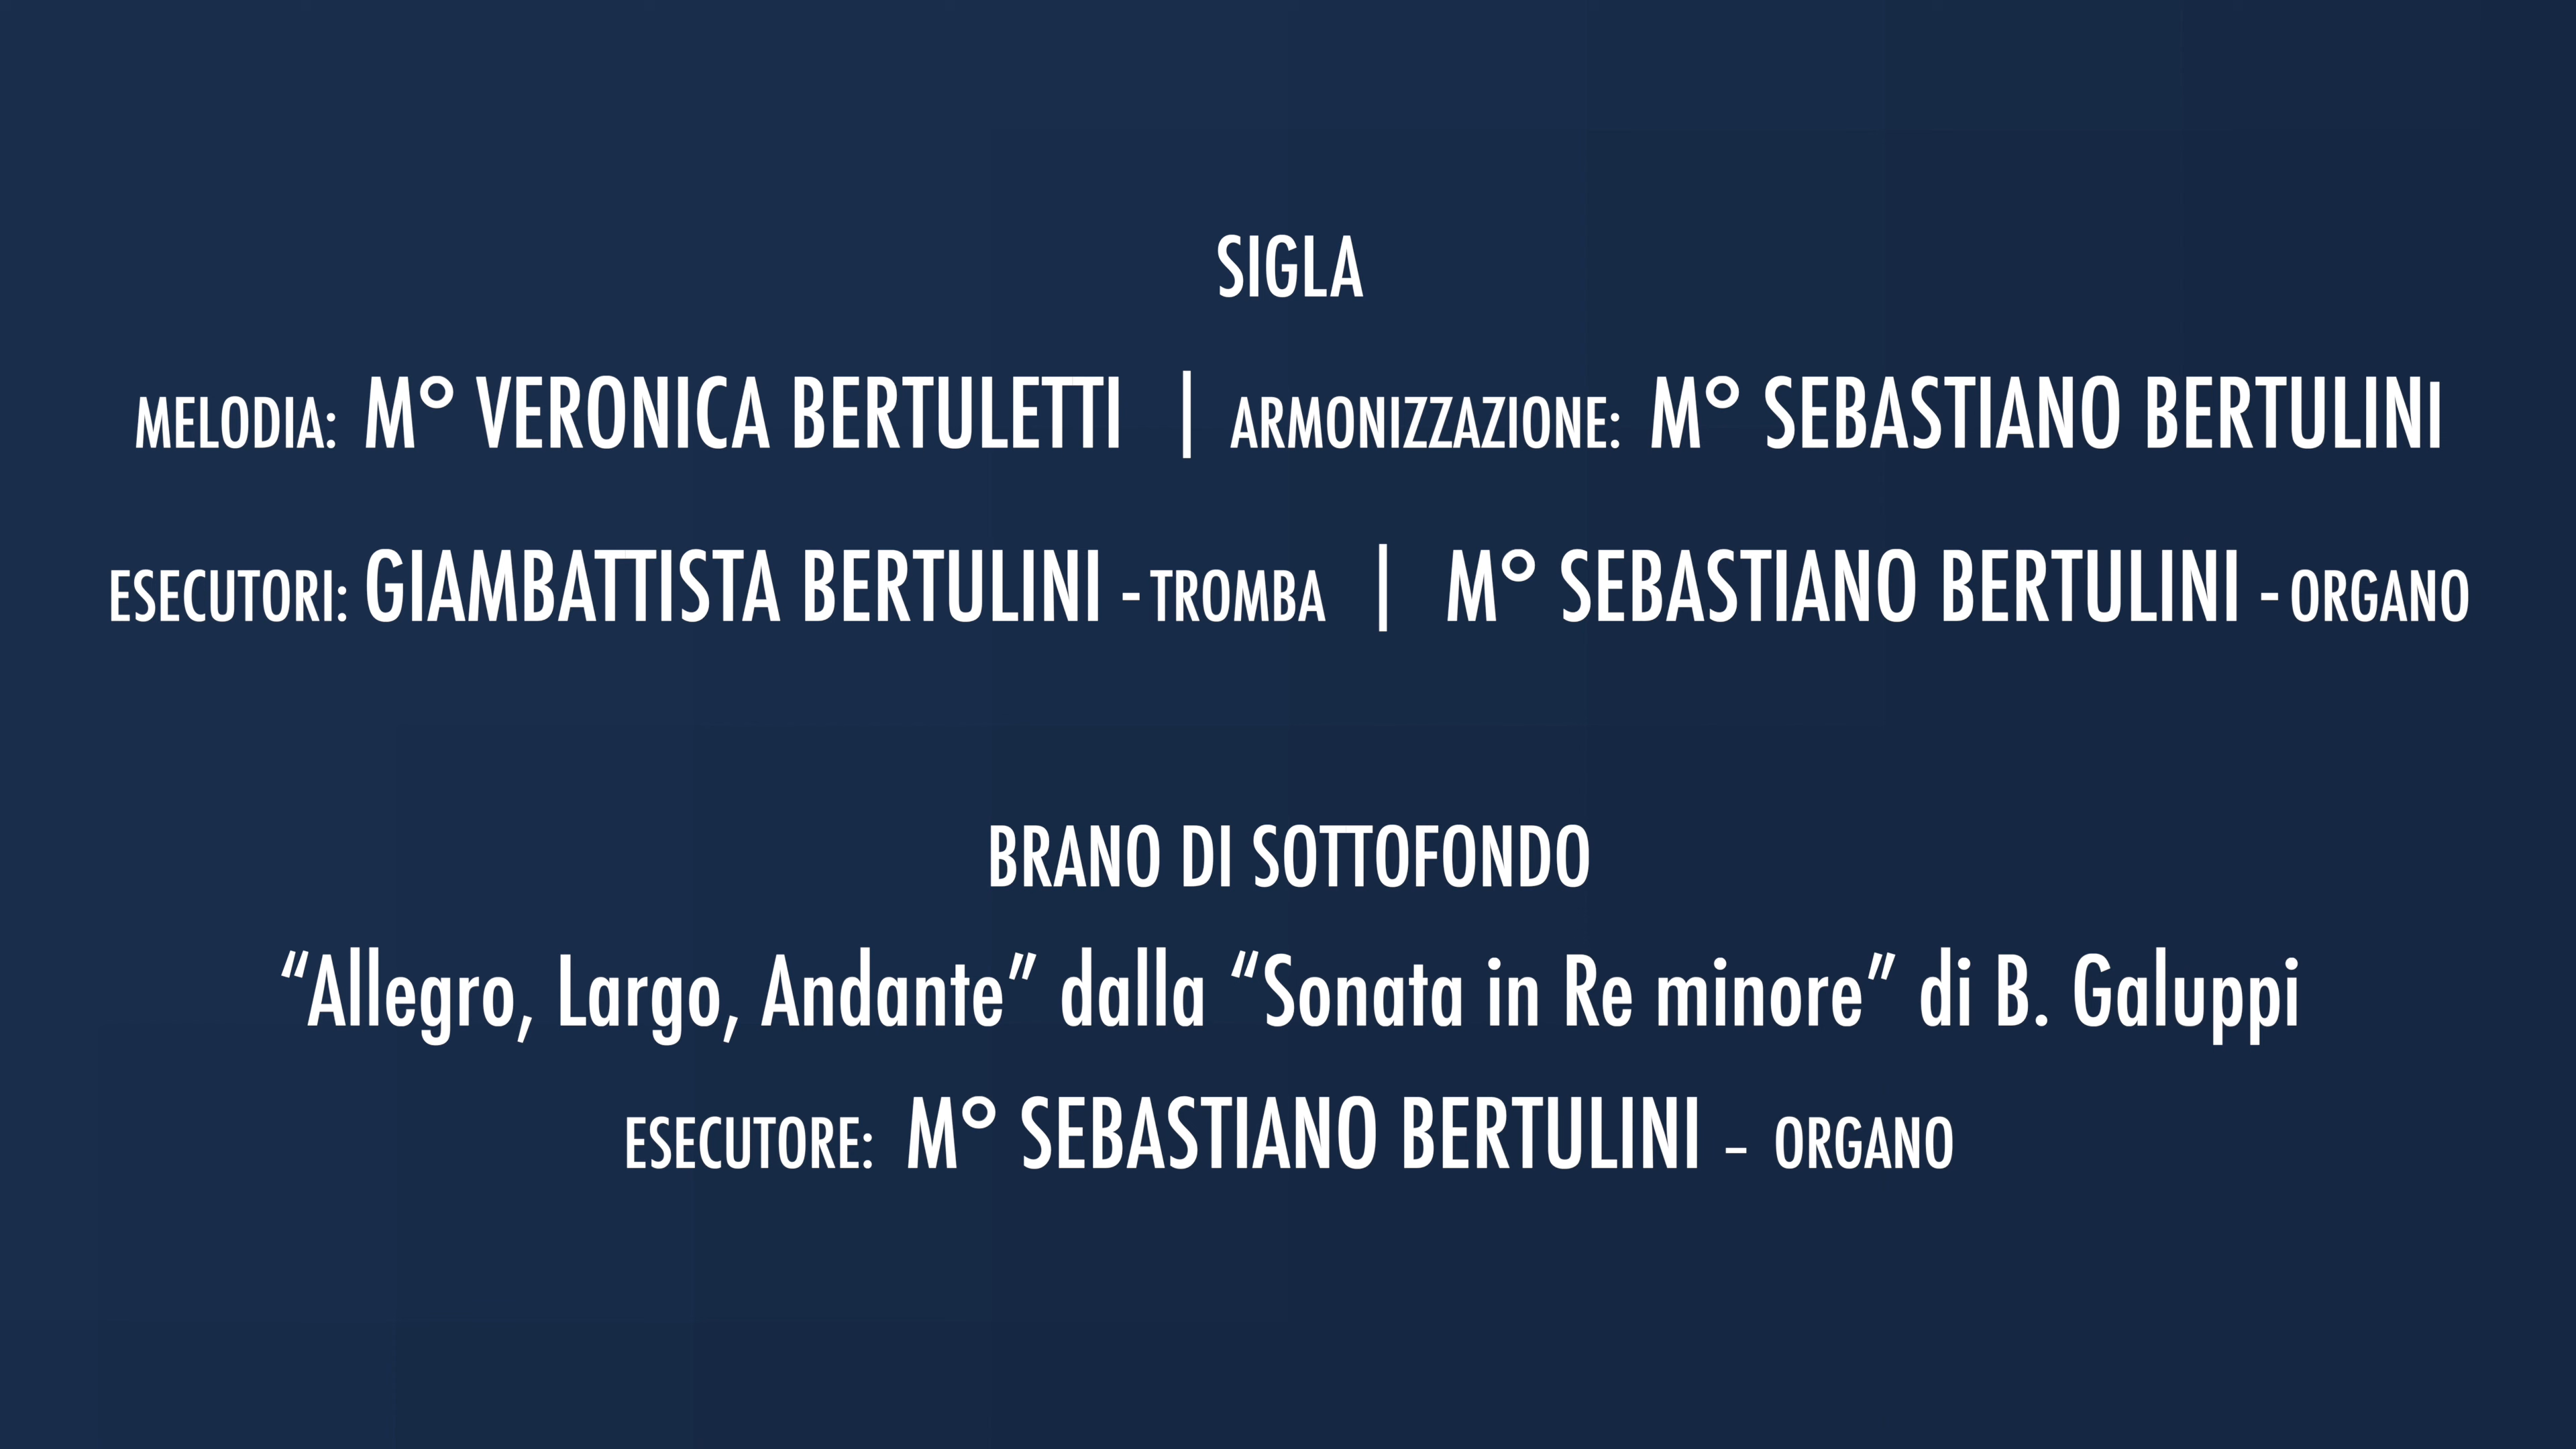 SIGLA
MELODIA: M° VERONICA BERTULETTI | ARMONIZZAZIONE: M° SEBASTIANO BERTULINI
ESECUTORI: GIAMBATTISTA BERTULINI - TROMBA | M° SEBASTIANO BERTULINI - ORGANO
BRANO DI SOTTOFONDO
“Allegro, Largo, Andante” dalla “Sonata in Re minore” di B. Galuppi
ESECUTORE: M° SEBASTIANO BERTULINI – ORGANO